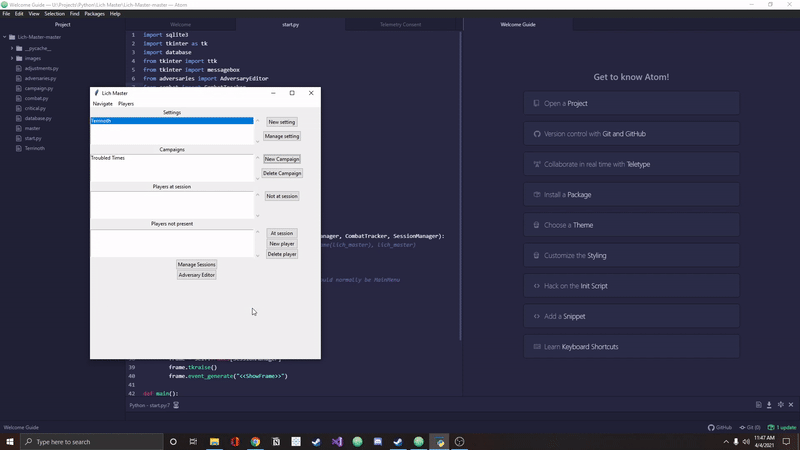 Welcome Guide — U:\Projects\Python\Lich Master\Lich-Master-master — Atom
File Edit View Selection Find Packages Help
Project
Welcome
start.py
Telemetry Consent
Welcome Guide
Lich-Master-master
__pycache__
Images
adjustments.py
adversaries.py
campaign.py
combat.py
critical.py
database.py
master
start.py
Terrinoth
1 import sqlite3
2 import tkinter as tk
3 import database
4 from tkinter import ttk
5 from tkinter import messagebox
6 from adversaries import AdversaryEditor
Lich Master
Navigate Players
Settings
Terrinoth
New setting
Manage setting
Campaigns
Troubled Times
New Campaign
Delete Campaign
Players at session
Not at session
Players not present
At session
New player
Delete player
Manage Sessions
Adversary Editor
nager, CombatTracker, SessionManager):
ame(lich_master), lich_master)
ould normally be MainMenu
39 frame.tkraise()
40 frame.event_generate("<<ShowFrame>>")
41
42 def main():
Python - start.py:7
Get to know Atom!
Open a Project
Version control with Git and GitHub
Collaborate in real time with Teletype
Install a Package
Choose a Theme
Customize the Styling
Hack on the Init Script
Add a Snippet
Learn Keyboard Shortcuts
Welcome Guide
GitHub Git (0) 1 update
Type here to search
11:47 AM
4/4/2021